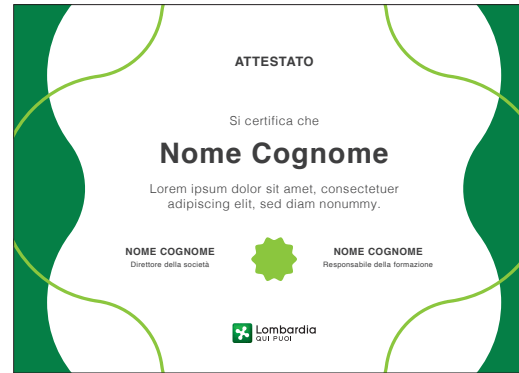 ATTESTATO
Si certifica che
Nome Cognome
Lorem ipsum dolor sit amet, consectetuer
adipiscing elit, sed diam nonummy.
NOME COGNOME
Direttore della società
NOME COGNOME
Responsabile della formazione
Lombardia
QUI PUOI